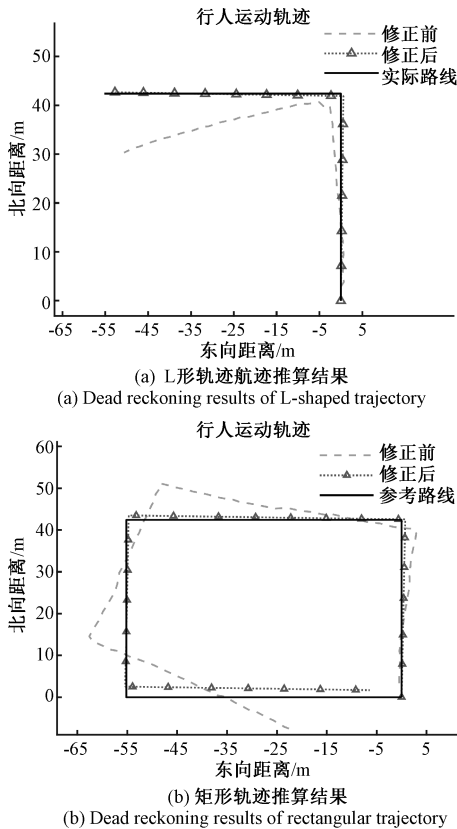 行人运动轨迹
修正前
修正后
实际路线
北向距离/m
50
40
30
20
10
0
-65 -55 -45 -35 -25 -15 -5 5
东向距离/m
(a) L形轨迹航迹推算结果
(a) Dead reckoning results of L-shaped trajectory
行人运动轨迹
修正前
修正后
参考路线
北向距离/m
60
50
40
30
20
10
0
-65 -55 -45 -35 -25 -15 -5 5
东向距离/m
(b) 矩形轨迹推算结果
(b) Dead reckoning results of rectangular trajectory